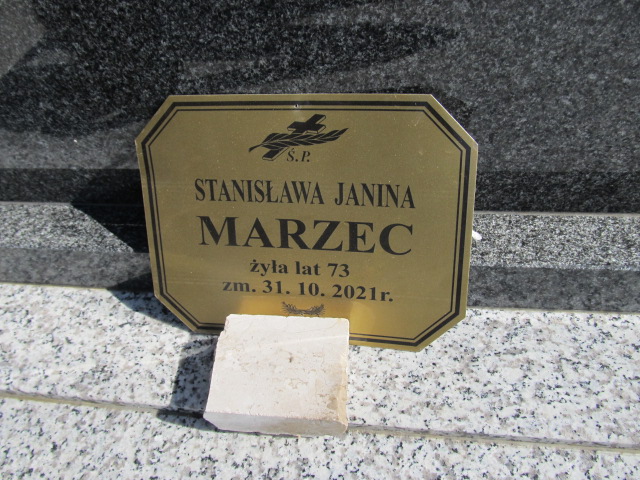 Ś.P.
STANISŁAWA JANINA
MARZEC
żyła lat 73
zm. 31. 10. 2021r.